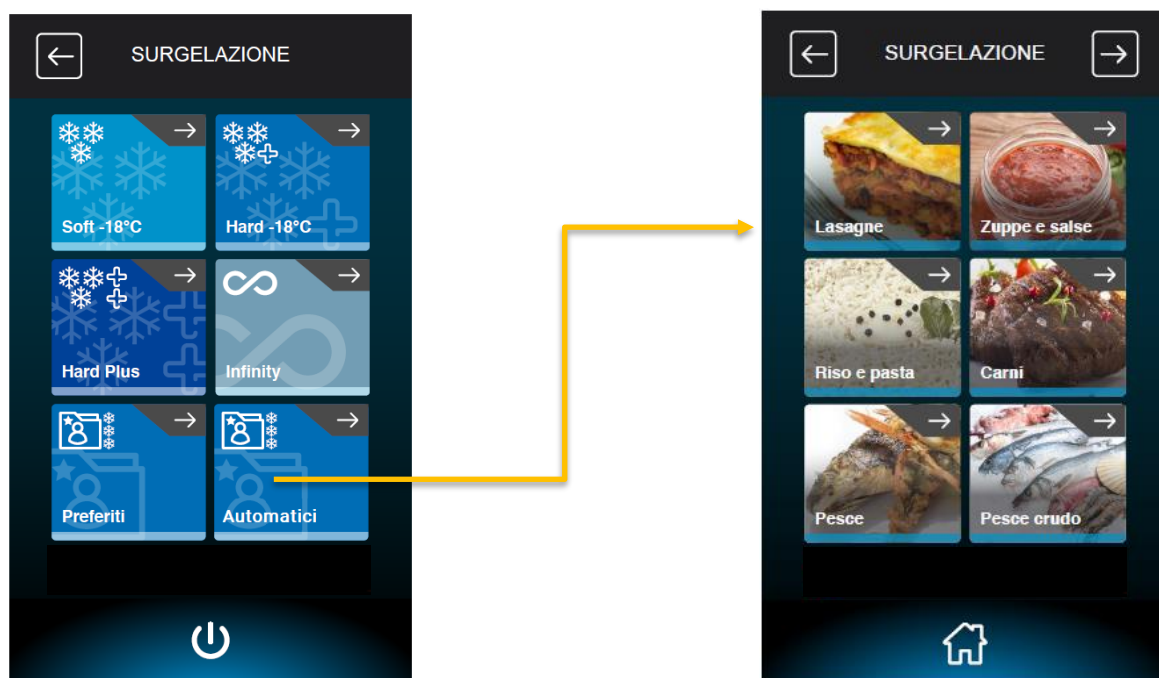 SURGELAZIONE
Soft -18°C
Hard -18°C
Hard Plus
Infinity
Preferiti
Automatici
SURGELAZIONE
Lasagne
Zuppe e salse
Riso e pasta
Carni
Pesce
Pesce crudo